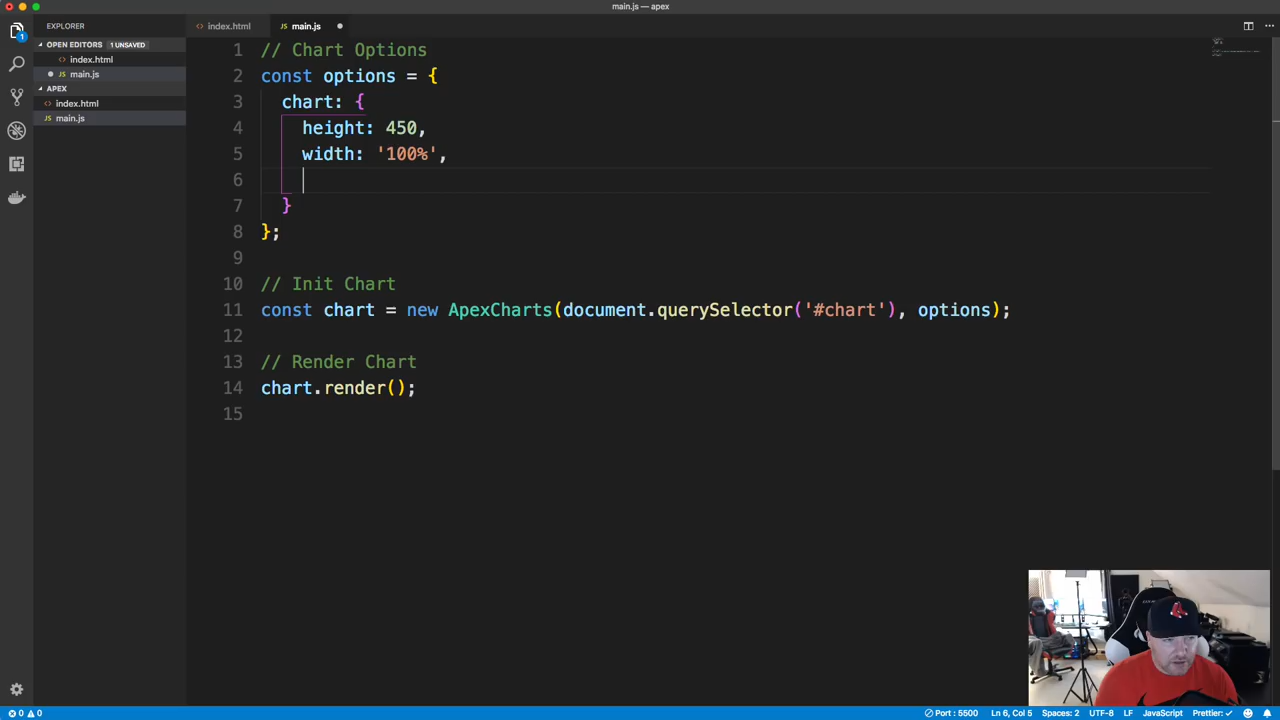 main.js — apex
EXPLORER
index.html
main.js
OPEN EDITORS 1 UNSAVED
index.html
main.js
APEX
index.html
main.js
1 // Chart Options
2 const options = {
3 chart: {
4 height: 450,
5 width: '100%',
6
7 }
8 };
9
10 // Init Chart
11 const chart = new ApexCharts(document.querySelector('#chart'), options);
12
13 // Render Chart
14 chart.render();
15
1
0 0
Port : 5500 Ln 6, Col 5 Spaces: 2 UTF-8 LF JavaScript Prettier: ✓